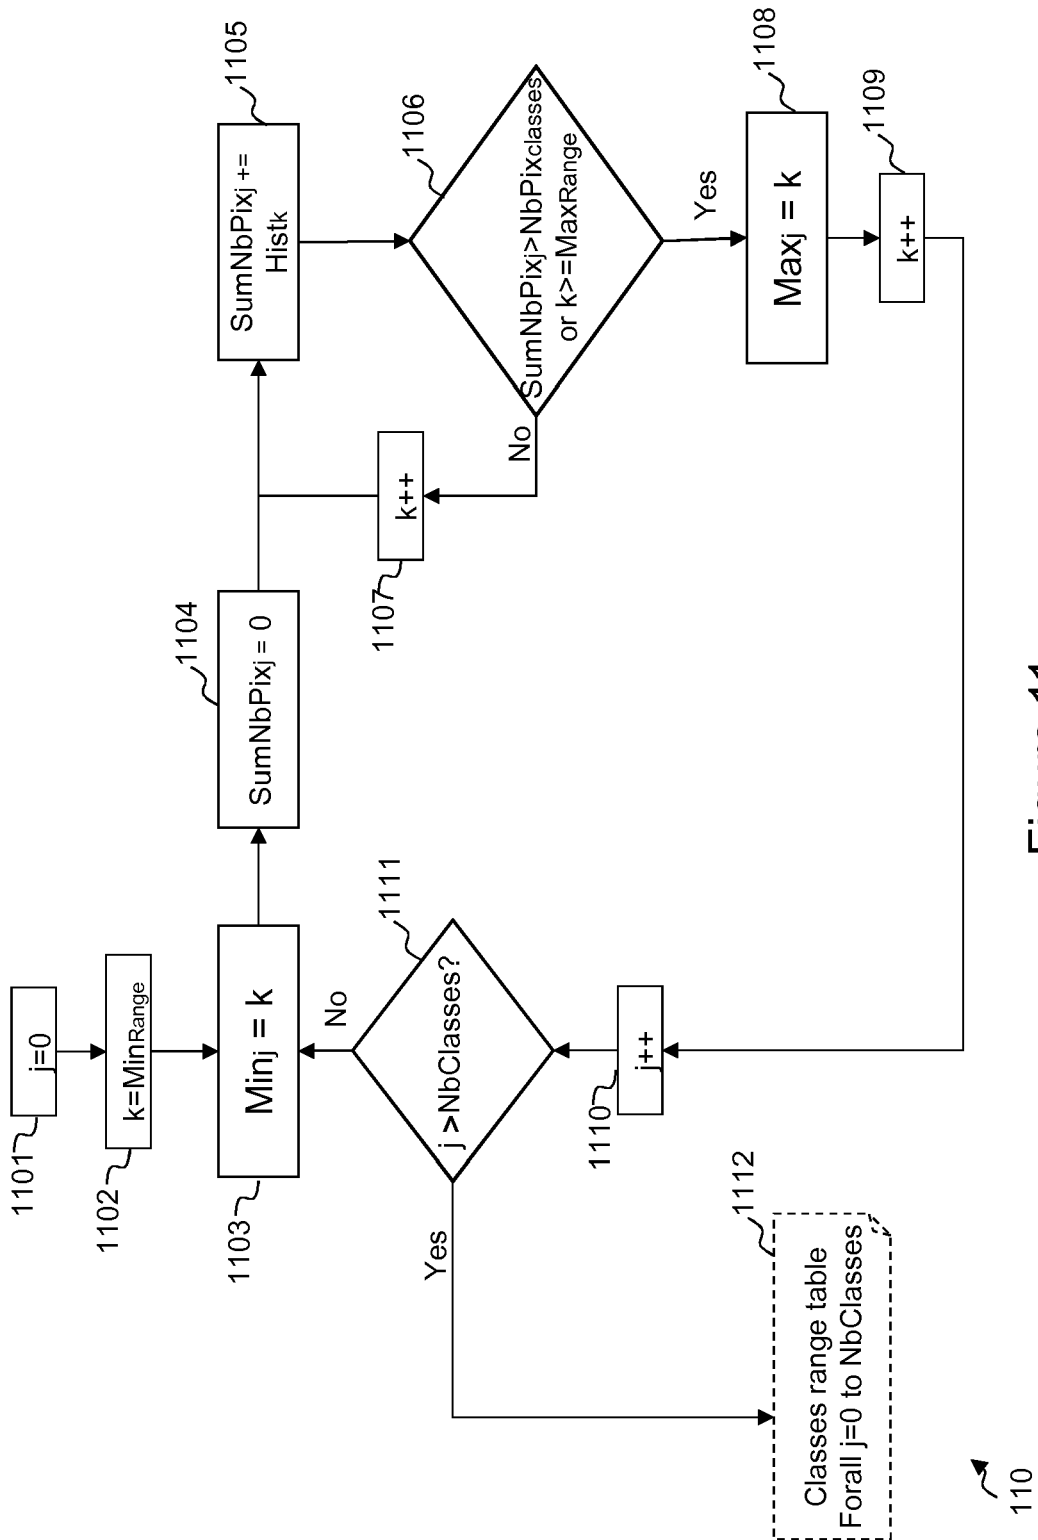 1101
j=0
1102
k=MinRange
1103
Minj = k
1104
SumNbPixj = 0
1105
SumNbPixj +=
Histk
1106
SumNbPixj>NbPixclasses
or k>=MaxRange
No
1107
k++
Yes
1108
Maxj = k
1109
k++
1110
j++
1111
j >NbClasses?
No
Yes
1112
Classes range table
Forall j=0 to NbClasses
110
Figure 11